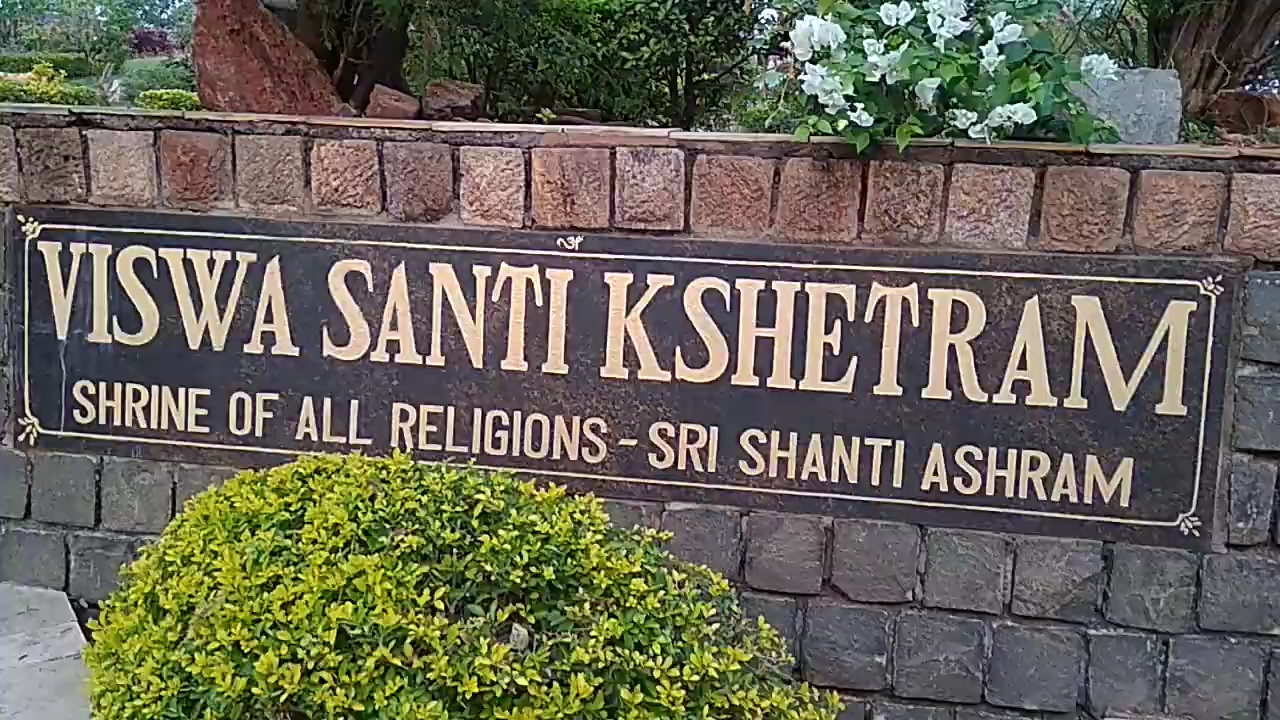 VISWA SANTI KSHETRAM
SHRINE OF ALL RELIGIONS - SRI SHANTI ASHRAM